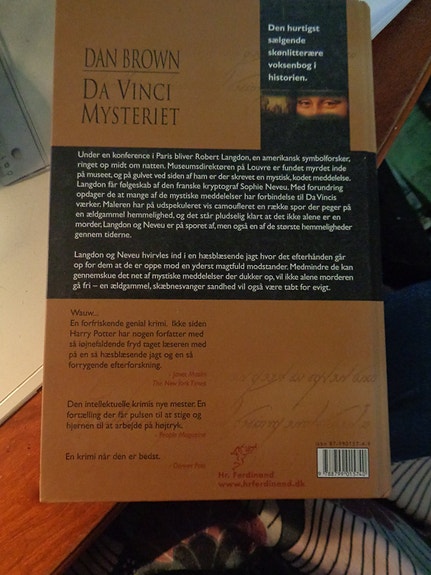 DAN BROWN
DA VINCI
MYSTERIET
Den hurtigst
sælgende
skønlitterære
voksenbog i
historien.
Under en konference i Paris bliver Robert Langdon, en amerikansk symbolforsker,
ringet op midt om natten. Museumsdirektøren på Louvre er fundet myrdet inde
på museet, og på gulvet ved siden af ham er der skrevet en mystisk, kodet meddelelse.
Langdon får følgeskab af den franske kryptograf Sophie Neveu. Med forundring
opdager de at mange af de mystiske meddelelser har forbindelse til Da Vincis
værker. Maleren har på udspekuleret vis camoufleret en række spor der peger på
en ældgammel hemmelighed, og det står pludselig klart at det ikke alene er en
morder, Langdon og Neveu er på sporet af, men også en af de største hemmeligheder
gennem tiderne.
Langdon og Neveu hvirvles ind i en hæsblæsende jagt hvor det efterhånden går
op for dem at de er oppe mod en yderst magtfuld modstander. Medmindre de kan
gennemskue det net af mystiske meddelelser der dukker op, vil ikke alene morderen
gå fri – en ældgammel, skæbnesvanger sandhed vil også være tabt for evigt.
Wauw...
En forfriskende genial krimi. Ikke siden
Harry Potter har nogen forfatter med
så iøjnefaldende fryd taget læseren med
på en så hæsblæsende jagt og en så
forrygende efterforskning.
- Janet Maslin
The New York Times
Den intellektuelle krimis nye mester. En
fortælling der får pulsen til at stige og
hjernen til at arbejde på højtryk.
- People Magazine
En krimi når den er bedst.
- Denver Post
Hr. Ferdinand
www.hrferdinand.dk
ISBN